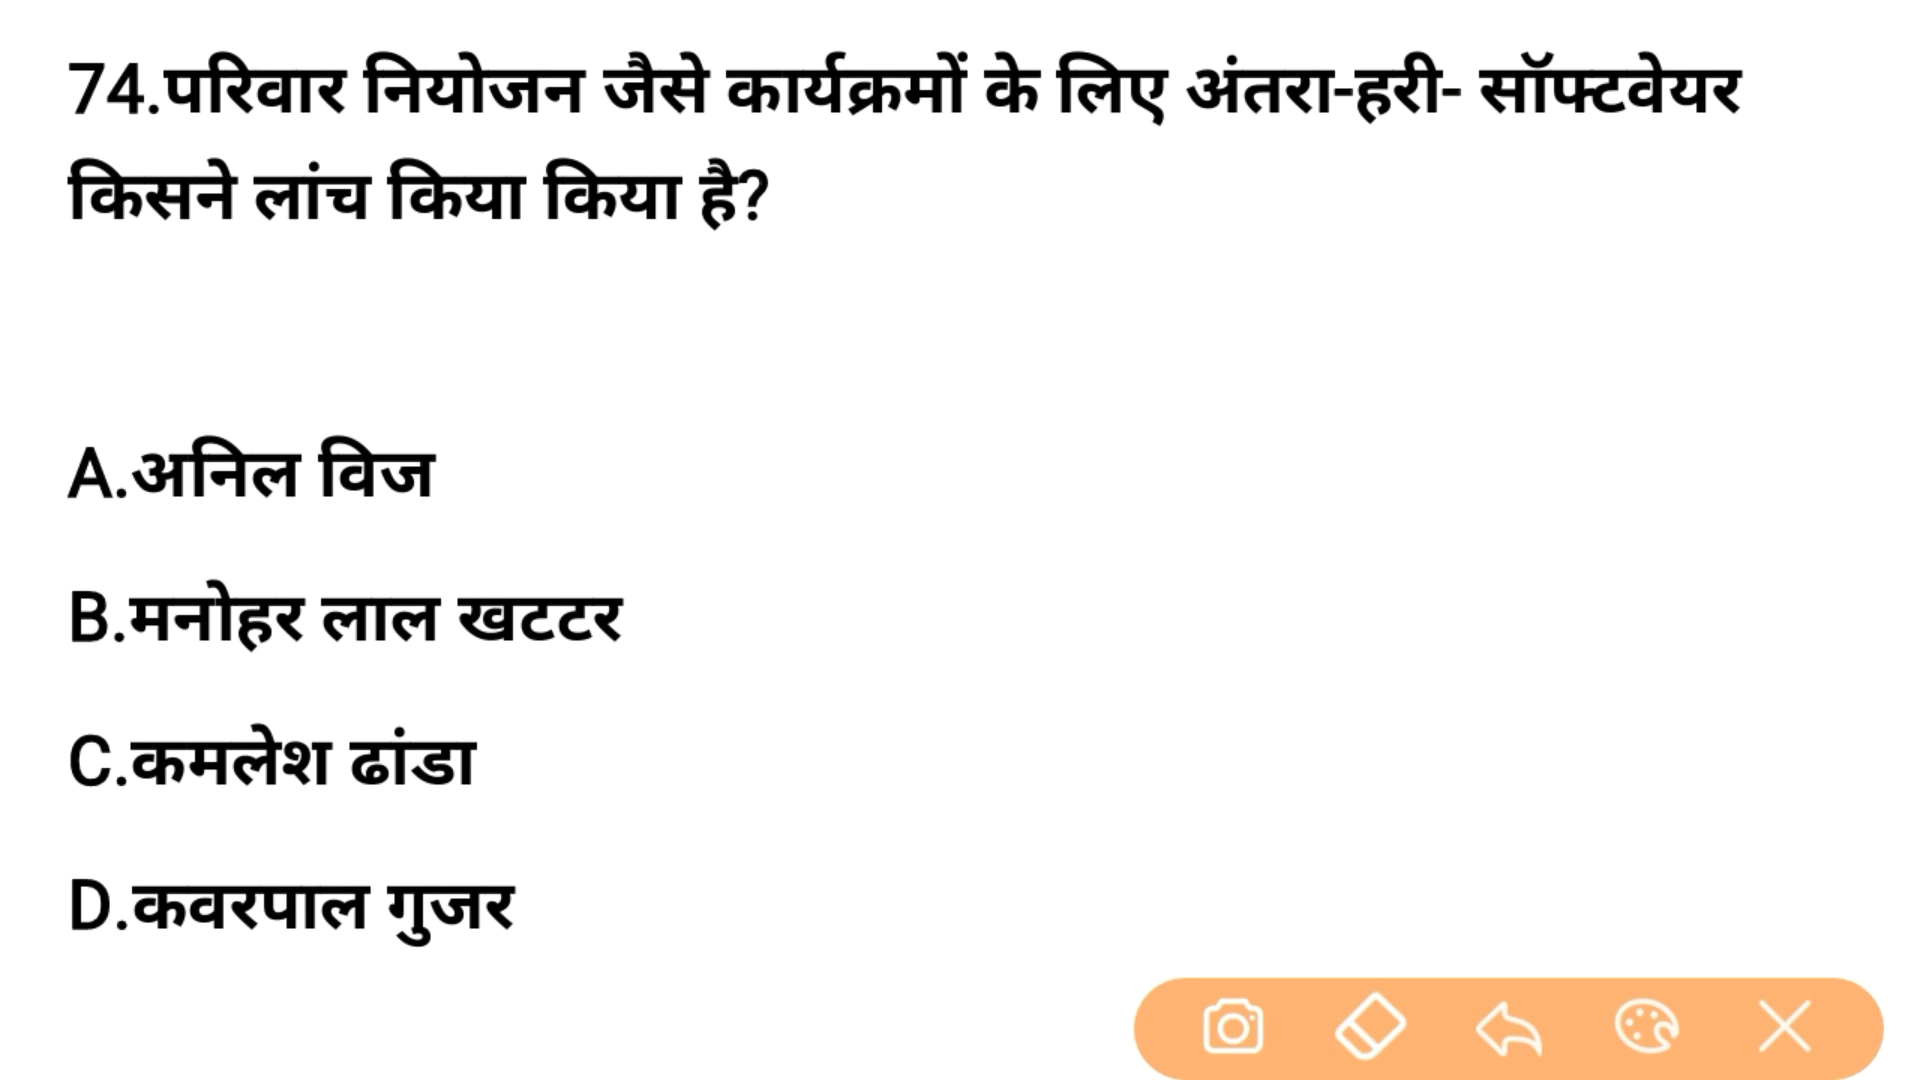 74.परिवार नियोजन जैसे कार्यक्रमों के लिए अंतरा-हरी- सॉफ्टवेयर
किसने लांच किया किया है?
A.अनिल विज
B.मनोहर लाल खटटर
C.कमलेश ढांडा
D.कवरपाल गुजर